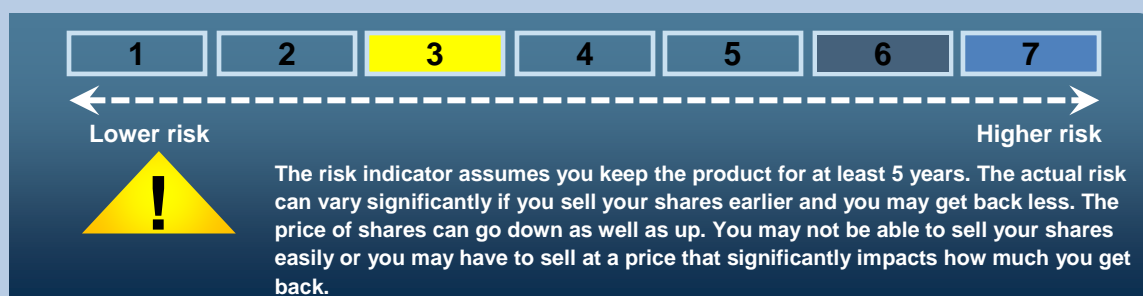 1 2 3 4 5 6 7
Lower risk Higher risk
!
The risk indicator assumes you keep the product for at least 5 years. The actual risk
can vary significantly if you sell your shares earlier and you may get back less. The
price of shares can go down as well as up. You may not be able to sell your shares
easily or you may have to sell at a price that significantly impacts how much you get
back.